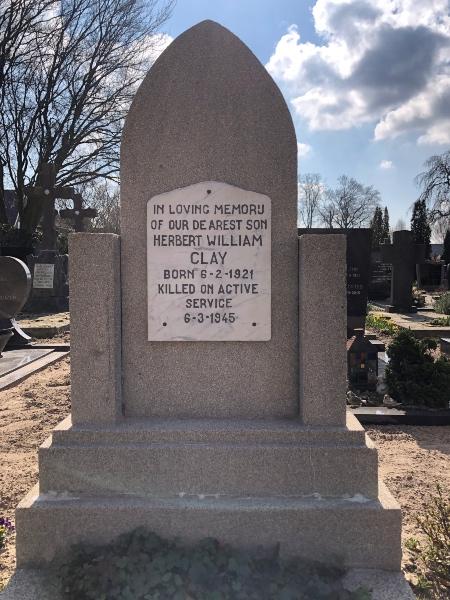 IN LOVING MEMORY
OF OUR DEAREST SON
HERBERT WILLIAM
CLAY
BORN 6-2-1921
KILLED ON ACTIVE
SERVICE
6-3-1945